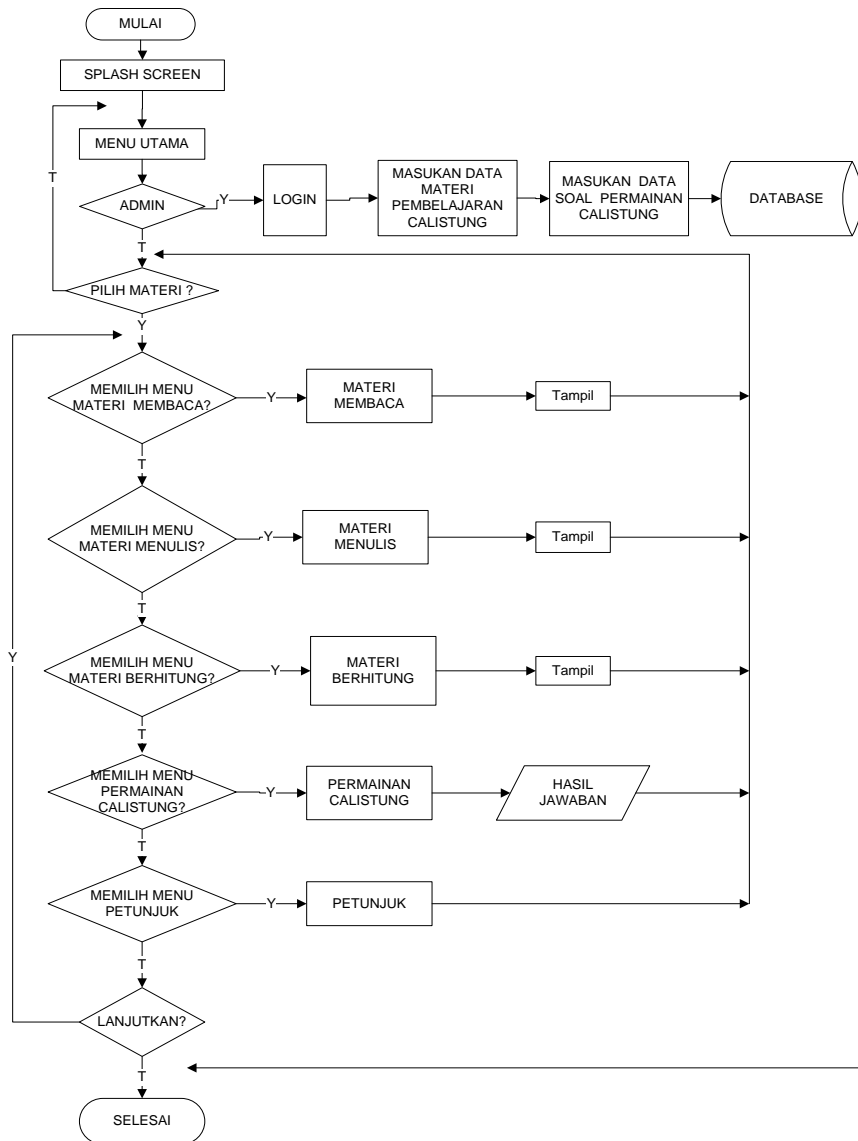 MULAI
SPLASH SCREEN
MENU UTAMA
T
ADMIN
Y
LOGIN
MASUKAN DATA
MATERI
PEMBELAJARAN
CALISTUNG
MASUKAN DATA
SOAL PERMAINAN
CALISTUNG
DATABASE
T
PILIH MATERI ?
Y
MEMILIH MENU
MATERI MEMBACA?
Y
MATERI
MEMBACA
Tampil
T
MEMILIH MENU
MATERI MENULIS?
Y
MATERI
MENULIS
Tampil
T
Y
MEMILIH MENU
MATERI BERHITUNG?
Y
MATERI
BERHITUNG
Tampil
T
MEMILIH MENU
PERMAINAN
CALISTUNG?
Y
PERMAINAN
CALISTUNG
HASIL
JAWABAN
T
MEMILIH MENU
PETUNJUK
Y
PETUNJUK
T
LANJUTKAN?
T
SELESAI